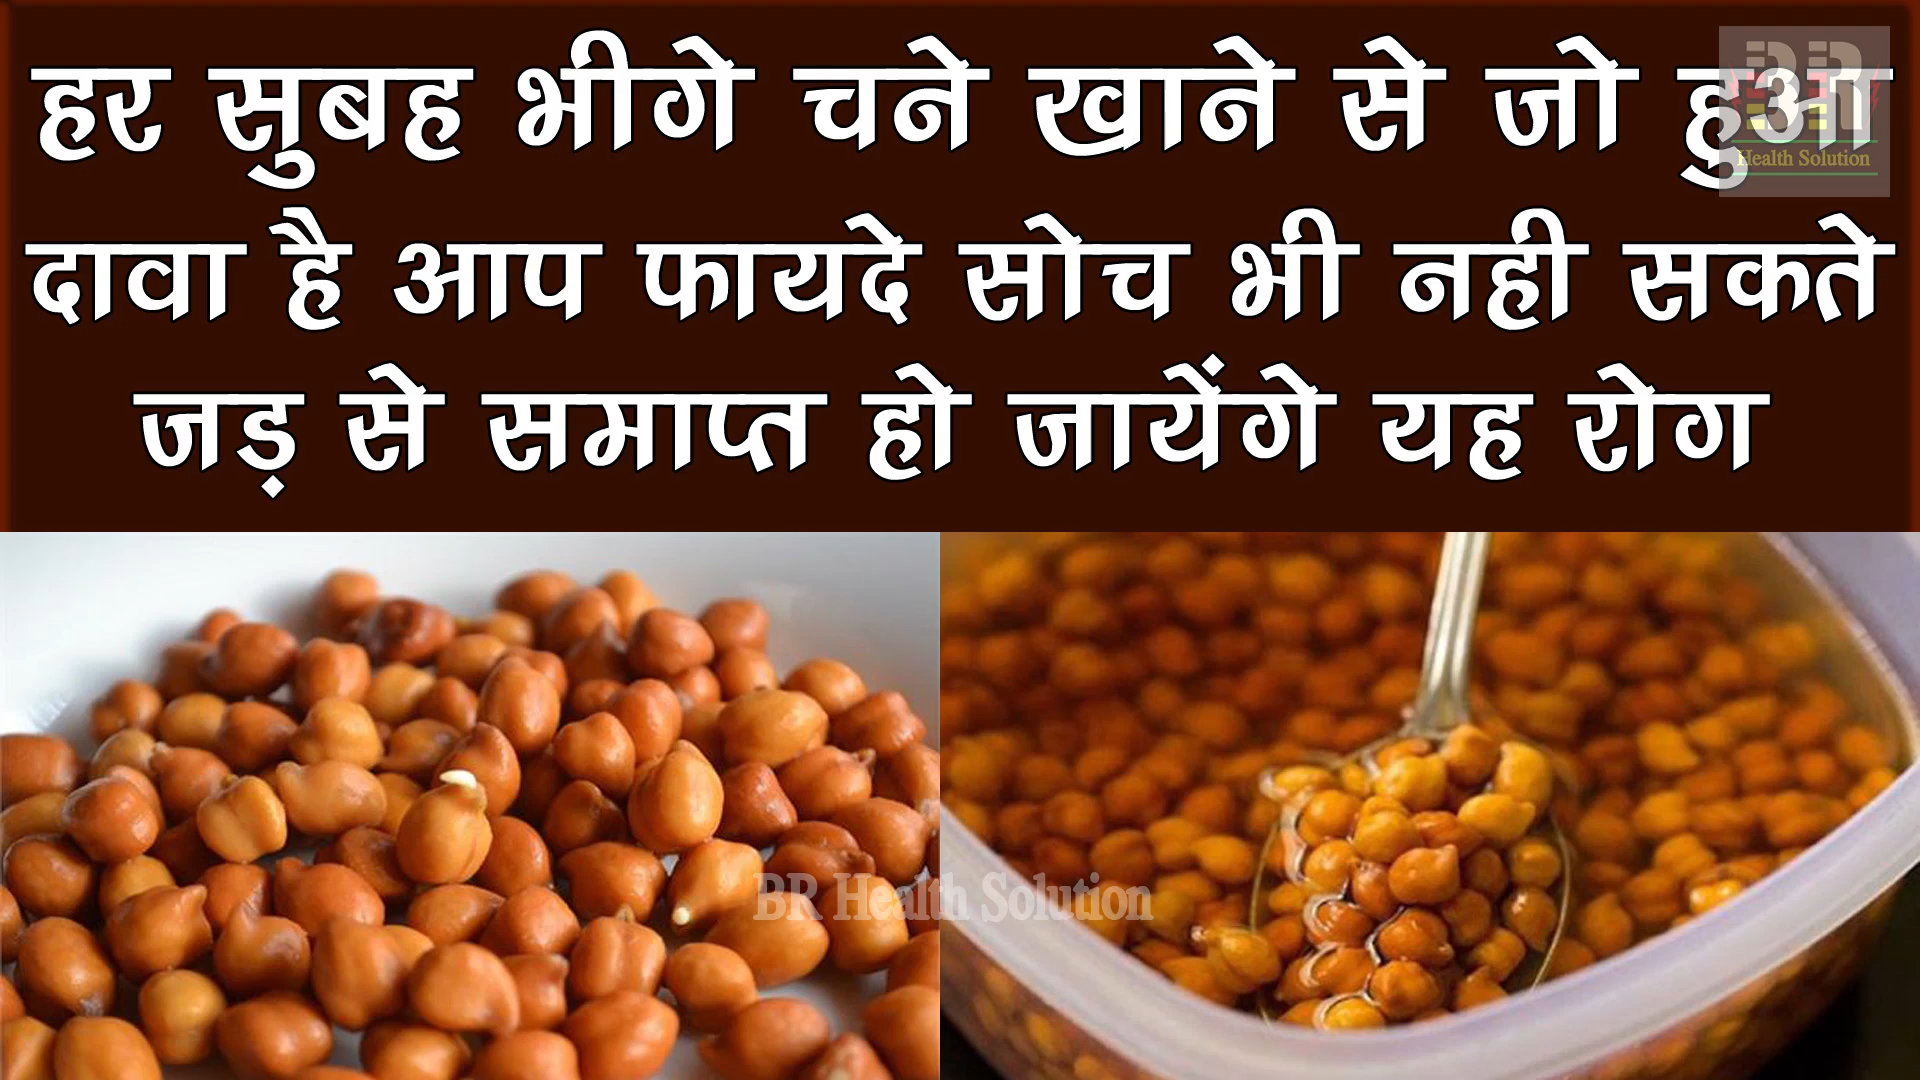 हर सुबह भीगे चने खाने से जो हुआ
दावा है आप फायदे सोच भी नही सकते
जड़ से समाप्त हो जायेंगे यह रोग
BR
Health Solution
BR Health Solution